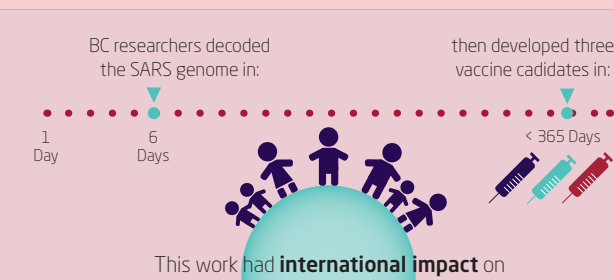 BC researchers decoded
the SARS genome in:
then developed three
vaccine cadidates in:
1
Day
6
Days
< 365 Days
This work had international impact on